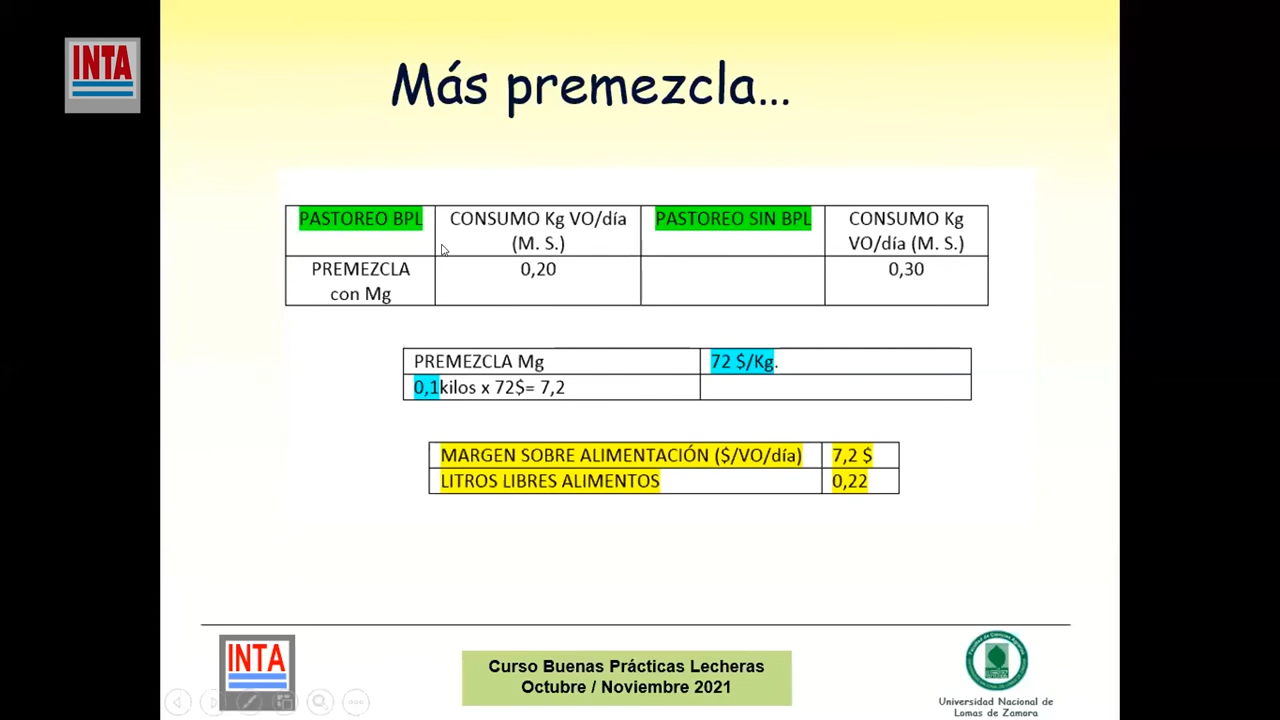 INTA
Más premezcla...
PASTOREO BPL
CONSUMO Kg VO/día
(M. S.)
PASTOREO SIN BPL
CONSUMO Kg
VO/día (M. S.)
PREMEZCLA
con Mg
0,20
0,30
PREMEZCLA Mg
72 $/Kg.
0,1kilos x 72$= 7,2
MARGEN SOBRE ALIMENTACIÓN ($/VO/día)
7,2 $
LITROS LIBRES ALIMENTOS
0,22
INTA
Curso Buenas Prácticas Lecheras
Octubre / Noviembre 2021
Universidad Nacional de
Lomas de Zamora